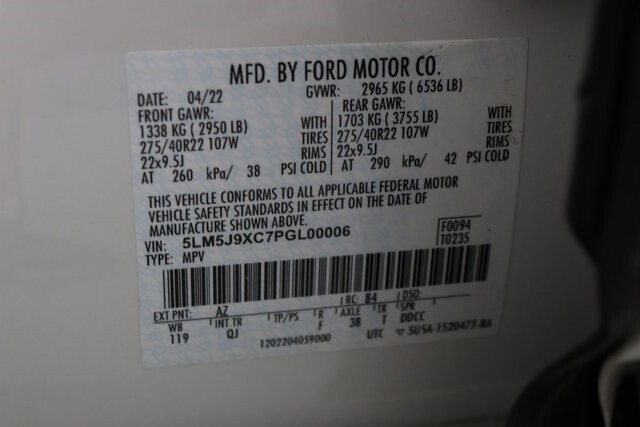 MFD. BY FORD MOTOR CO.
DATE: 04/22 GVWR: 2965 KG ( 6536 LB)
FRONT GAWR: REAR GAWR:
1338 KG ( 2950 LB) WITH 1703 KG ( 3755 LB) WITH
275/40R22 107W TIRES 275/40R22 107W TIRES
22x9.5J RIMS 22x9.5J RIMS
AT 260 kPa/ 38 PSI COLD AT 290 kPa/ 42 PSI COLD
THIS VEHICLE CONFORMS TO ALL APPLICABLE FEDERAL MOTOR
VEHICLE SAFETY STANDARDS IN EFFECT ON THE DATE OF
MANUFACTURE SHOWN ABOVE.
VIN: 5LM5J9XC7PGL00006 F0094
TYPE: MPV T0235
EXT PNT: AZ RC: 84 DSO:
WB INT TR TP/PS R AXLE TR SPR
119 QJ F 3B T DDCC
1202204059000 UTC 5U5A-1520472-BA